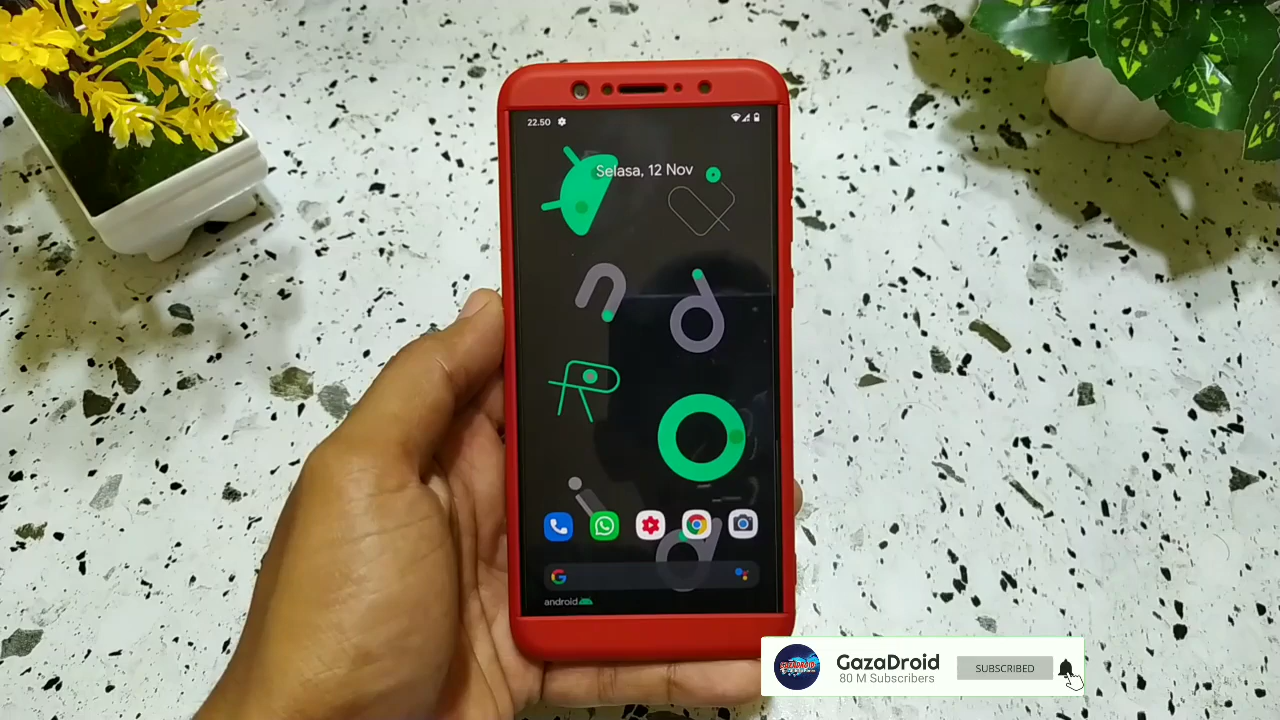 22.50
Selasa, 12 Nov
android
GazaDroid
80 M Subscribers
SUBSCRIBED